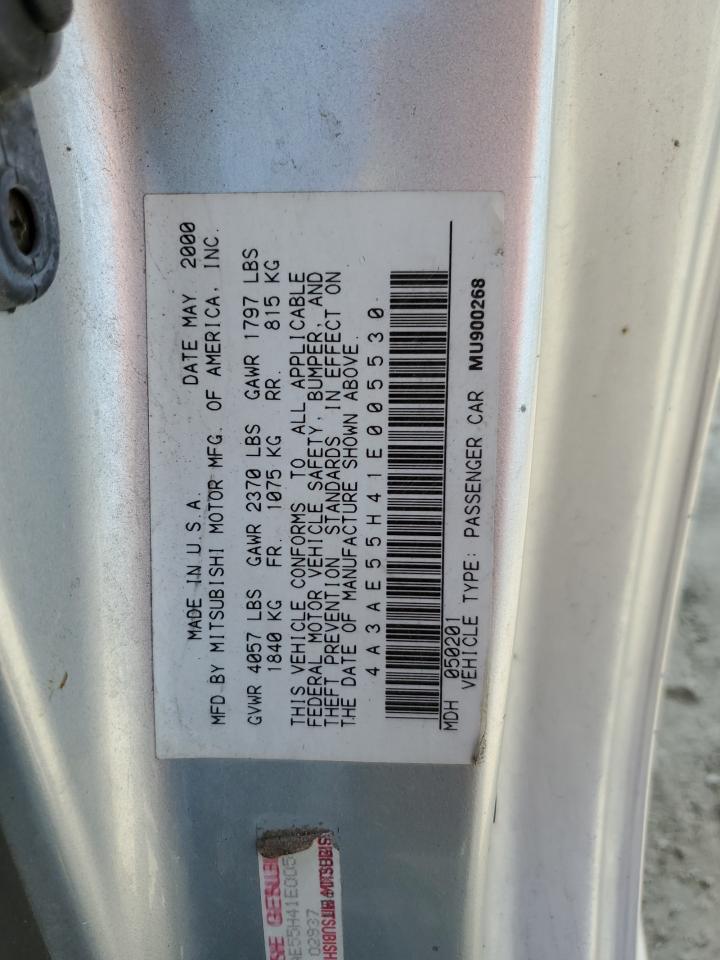 MADE IN U.S.A. DATE MAY 2000
MFD BY MITSUBISHI MOTOR MFG. OF AMERICA, INC.
GVWR 4057 LBS GAWR 2370 LBS GAWR 1797 LBS
1840 KG FR. 1075 KG RR. 815 KG
THIS VEHICLE CONFORMS TO ALL APPLICABLE
FEDERAL MOTOR VEHICLE SAFETY, BUMPER, AND
THEFT PREVENTION STANDARDS IN EFFECT ON
THE DATE OF MANUFACTURE SHOWN ABOVE.
4A3AE55H41E005530
MDH 050201
VEHICLE TYPE: PASSENGER CAR MU900268
02937
MITSUBISH